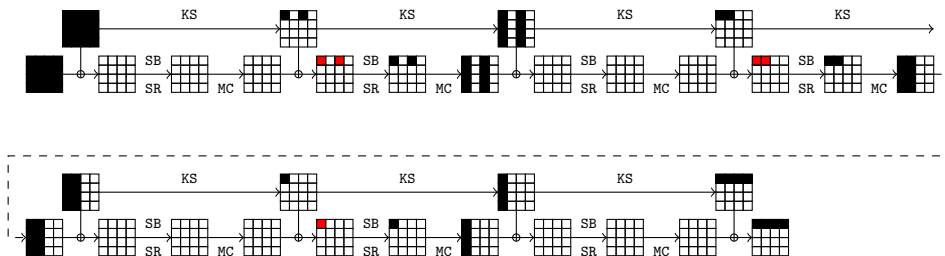 KS KS KS KS
SB SB SB SB
SR MC SR MC SR MC SR MC
KS KS KS
SB SB SB
SR MC SR MC SR MC